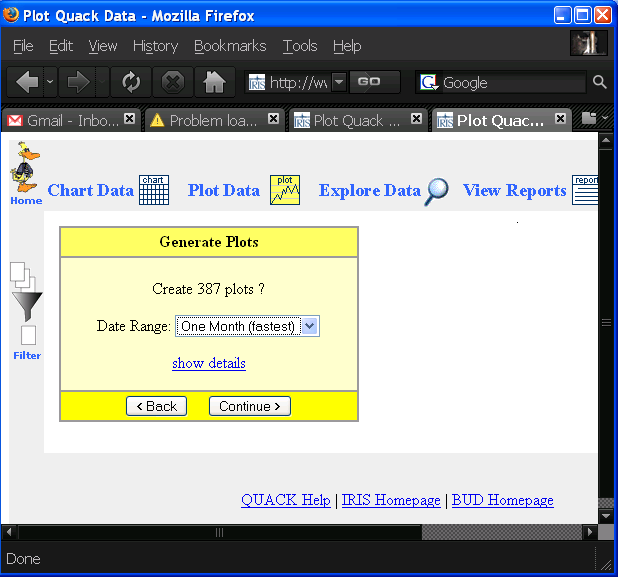 Plot Quack Data - Mozilla Firefox
File Edit View History Bookmarks Tools Help
IRIS http://w GO G Google
Gmail - Inbo... Problem loa... Plot Quack Plot Quac...
chart plot report
Chart Data Plot Data Explore Data View Reports
Home
Generate Plots
Create 387 plots ?
Date Range: One Month (fastest)
show details
Filter
< Back Continue >
QUACK Help | IRIS Homepage | BUD Homepage
Done